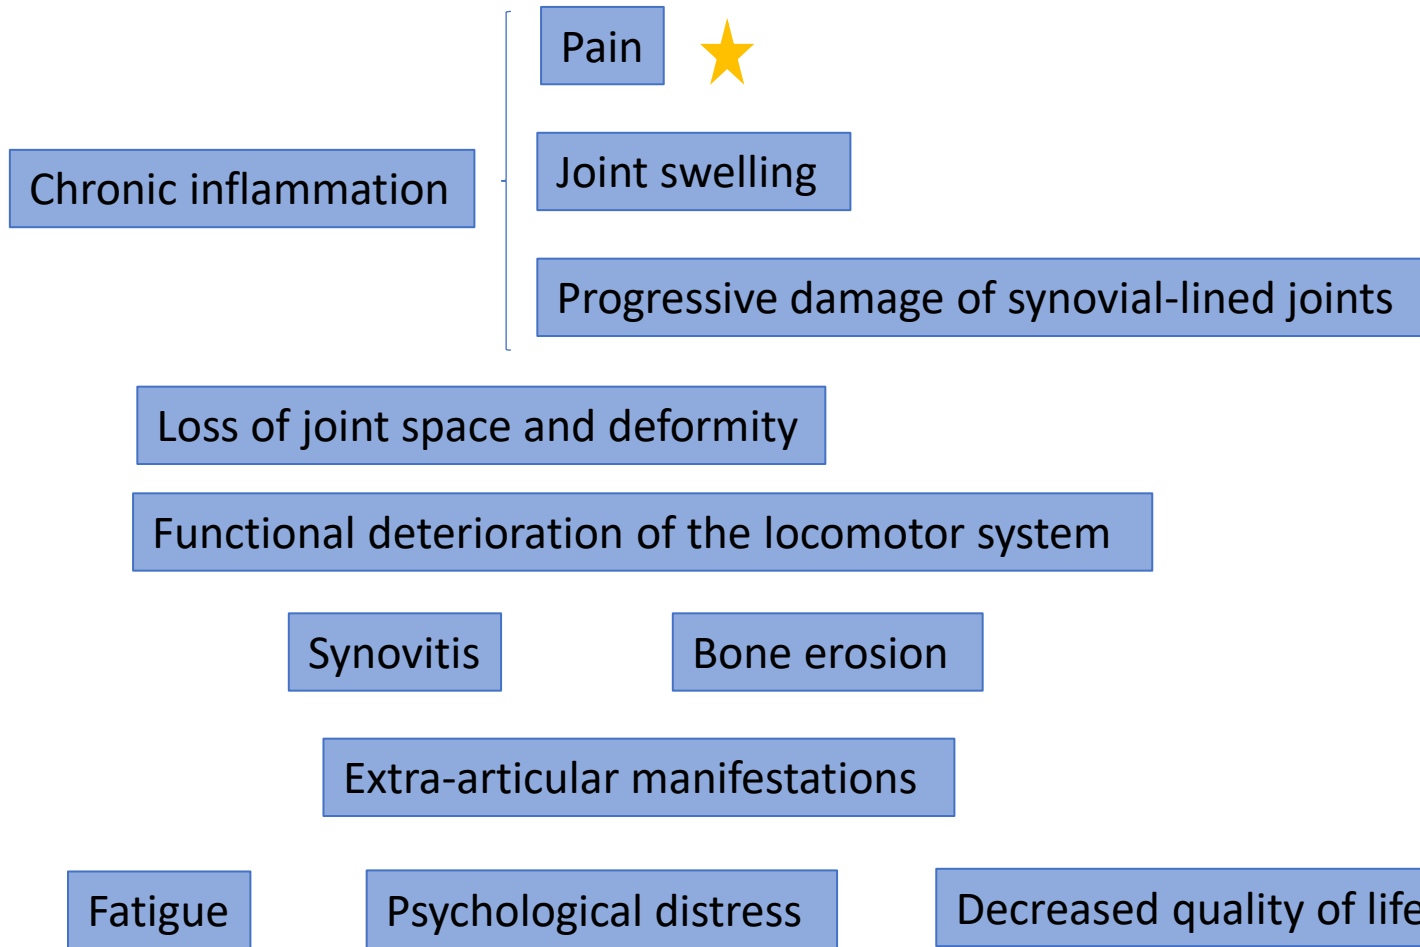 Pain
Chronic inflammation
Joint swelling
Progressive damage of synovial-lined joints
Loss of joint space and deformity
Functional deterioration of the locomotor system
Synovitis
Bone erosion
Extra-articular manifestations
Fatigue
Psychological distress
Decreased quality of life